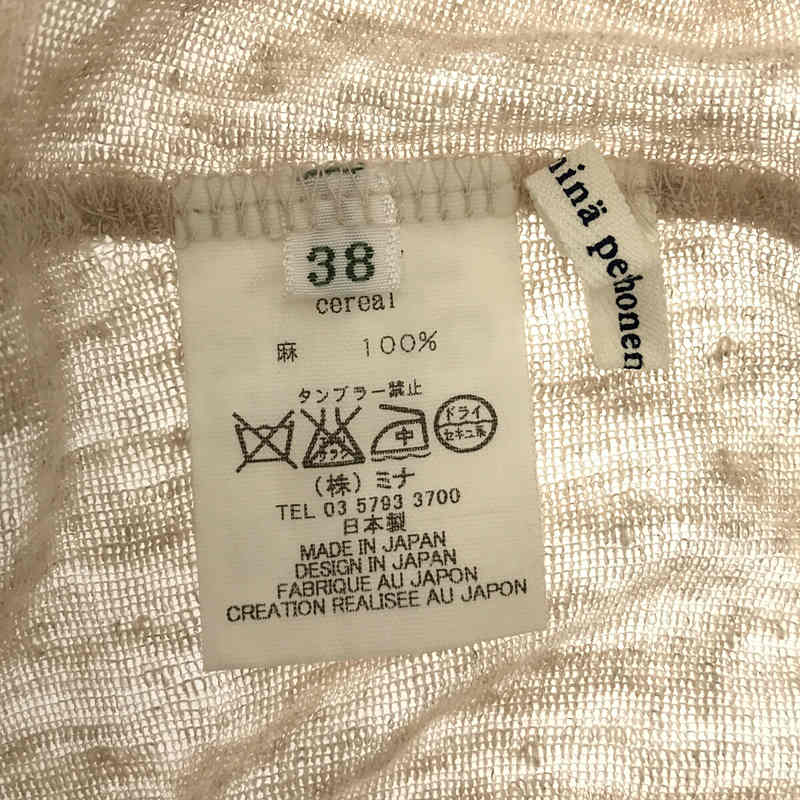 38
cereal
麻 100%
タンブラー禁止
中
ドライ
セキユ系
(株) ミナ
TEL 03 5793 3700
日本製
MADE IN JAPAN
DESIGN IN JAPAN
FABRIQUE AU JAPON
CREATION REALISEE AU JAPON
minä pehonen